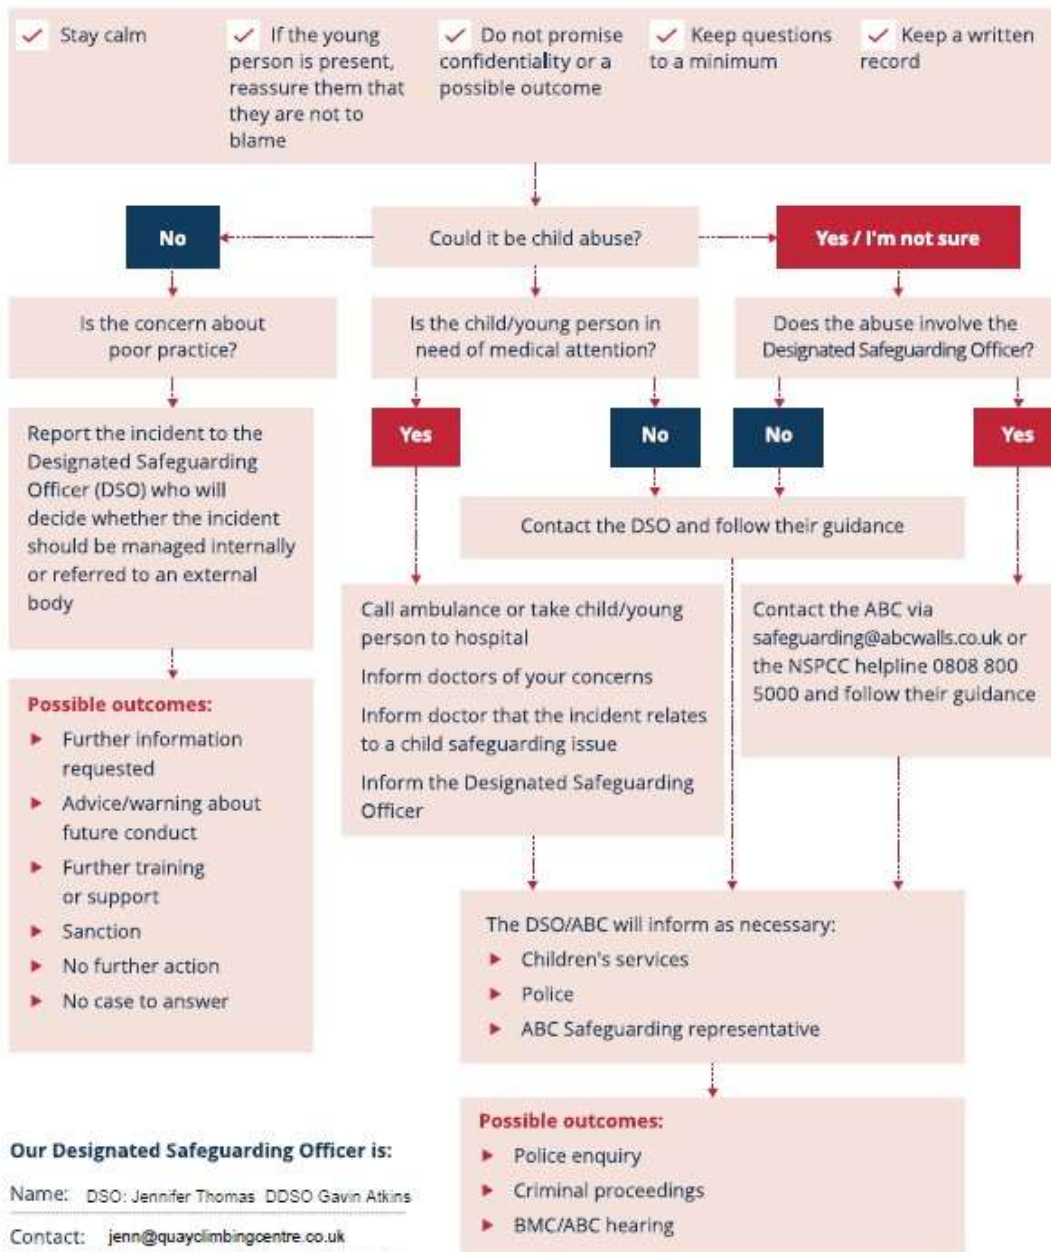 Stay calm
If the young
person is present,
reassure them that
they are not to
blame
Do not promise
confidentiality or a
possible outcome
Keep questions
to a minimum
Keep a written
record
No
Could it be child abuse?
Yes / I'm not sure
Is the concern about
poor practice?
Is the child/young person in
need of medical attention?
Does the abuse involve the
Designated Safeguarding Officer?
Report the incident to the
Designated Safeguarding
Officer (DSO) who will
decide whether the incident
should be managed internally
or referred to an external
body
Yes
No
No
Yes
Contact the DSO and follow their guidance
Call ambulance or take child/young
person to hospital
Inform doctors of your concerns
Inform doctor that the incident relates
to a child safeguarding issue
Inform the Designated Safeguarding
Officer
Contact the ABC via
safeguarding@abcwalls.co.uk or
the NSPCC helpline 0808 800
5000 and follow their guidance
Possible outcomes:
Further information
requested
Advice/warning about
future conduct
Further training
or support
Sanction
No further action
No case to answer
The DSO/ABC will inform as necessary:
Children's services
Police
ABC Safeguarding representative
Possible outcomes:
Police enquiry
Criminal proceedings
BMC/ABC hearing
Our Designated Safeguarding Officer is:
Name: DSO: Jennifer Thomas DDSO Gavin Atkins
Contact: jenn@quayclimbingcentre.co.uk